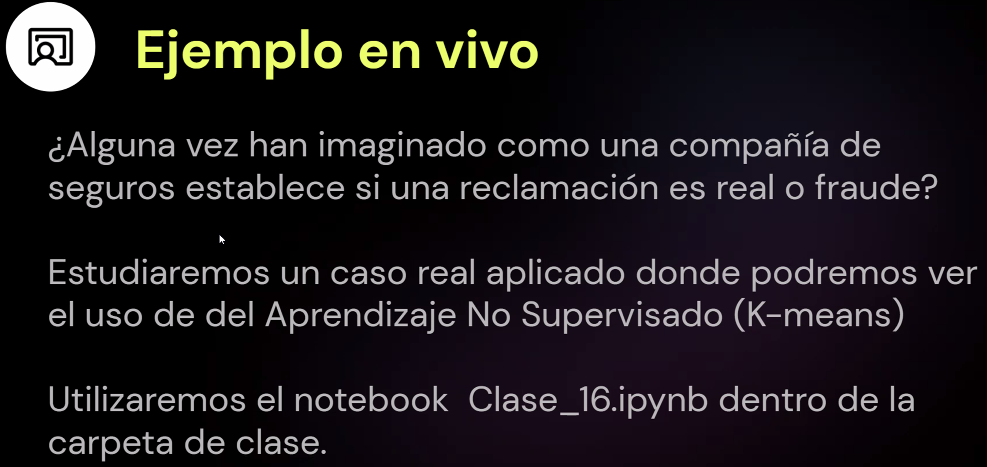 Ejemplo en vivo
¿Alguna vez han imaginado como una compañía de
seguros establece si una reclamación es real o fraude?
Estudiaremos un caso real aplicado donde podremos ver
el uso de del Aprendizaje No Supervisado (K-means)
Utilizaremos el notebook  Clase_16.ipynb dentro de la
carpeta de clase.